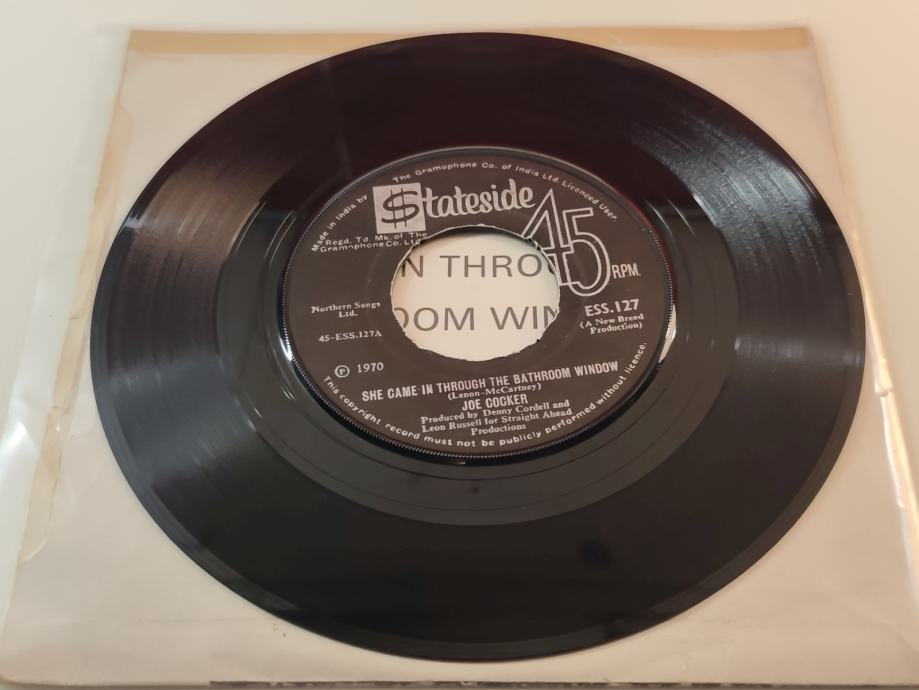 Made in India by The Gramophone Co. of India Ltd. Licenced User
$tateside
Regd. Td. Mk. of The
Gramophone Co. Ltd
45
R.P.M.
N THRO
OOM WIN
Northern Songs
Ltd.
45-ESS.127A
ESS.127
(A New Breed
Production)
Ⓟ 1970
SHE CAME IN THROUGH THE BATHROOM WINDOW
(Lenon-McCartney)
JOE COCKER
Produced by Denny Cordell and
Leon Russell for Straight Ahead
Productions
This copyright record must not be publicly performed without licence.